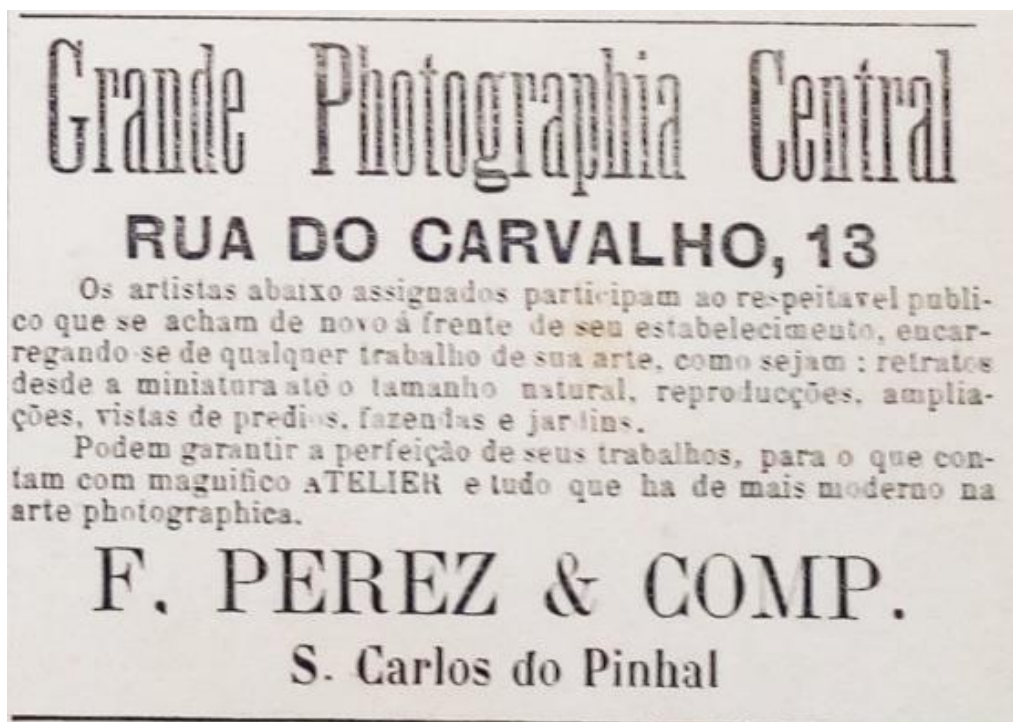 Grande Photographia Central
RUA DO CARVALHO, 13
Os artistas abaixo assignados participam ao respeitavel publi-
co que se acham de novo á frente de seu estabelecimento, encar-
regando se de qualquer trabalho de sua arte, como sejam : retratos
desde a miniatura até o tamanho natural, reproducções, amplia-
ções, vistas de predios, fazendas e jardins.
Podem garantir a perfeição de seus trabalhos, para o que con-
tam com magnifico ATELIER e tudo que ha de mais moderno na
arte photographica.
F. PEREZ & COMP.
S. Carlos do Pinhal